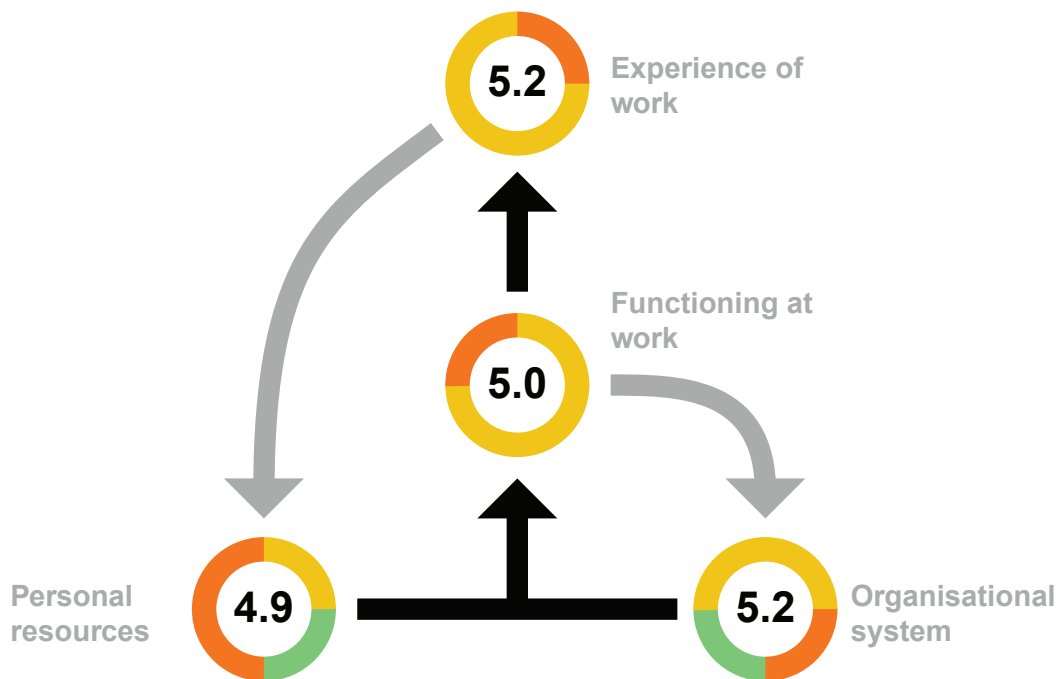 5.2
Experience of
work
Functioning at
work
5.0
Personal
resources
4.9
5.2
Organisational
system